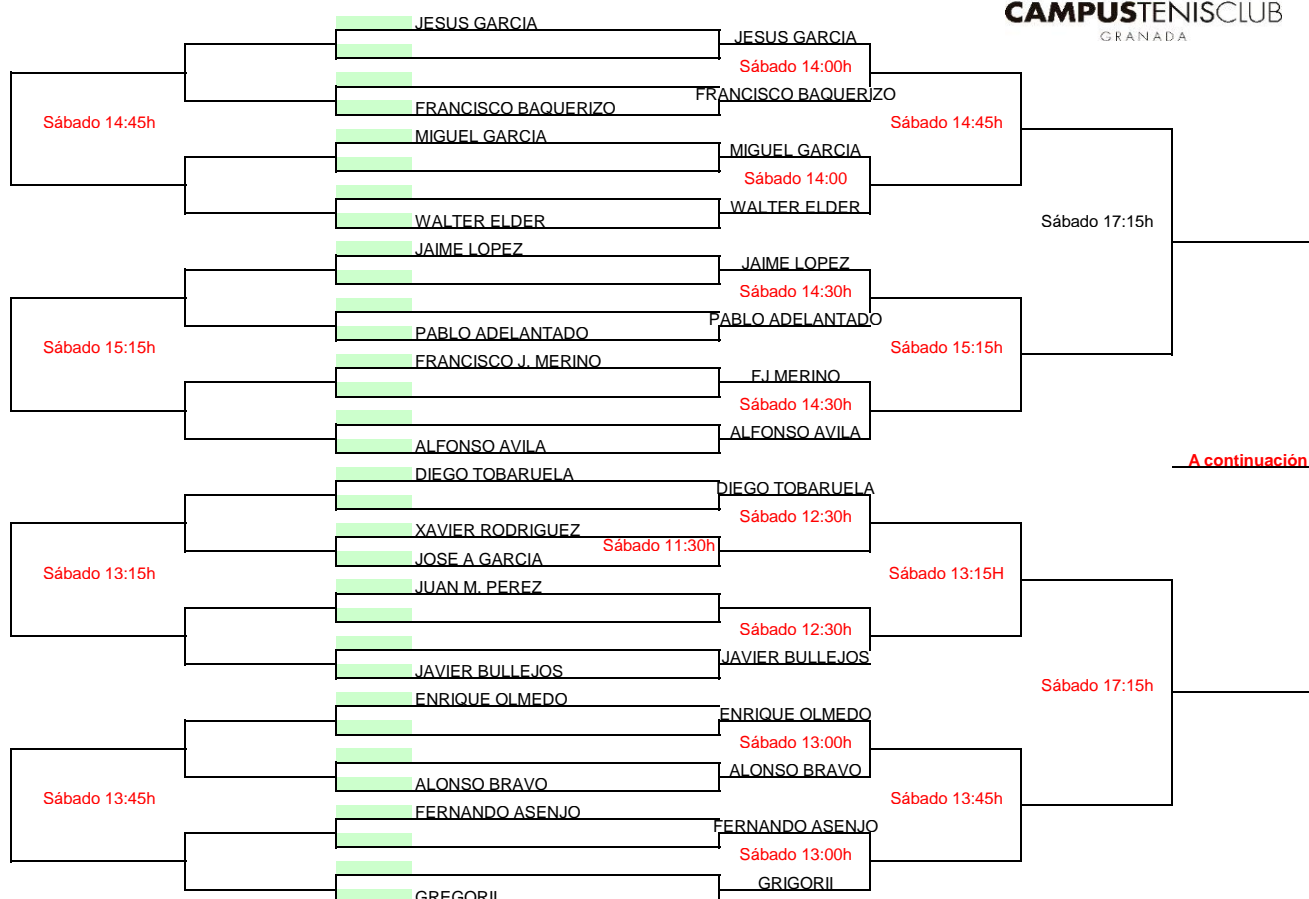 CAMPUSTENISCLUB
GRANADA
JESUS GARCIA
JESUS GARCIA
Sábado 14:00h
FRANCISCO BAQUERIZO
FRANCISCO BAQUERIZO
Sábado 14:45h
Sábado 14:45h
MIGUEL GARCIA
MIGUEL GARCIA
Sábado 14:00
WALTER ELDER
WALTER ELDER
Sábado 17:15h
JAIME LOPEZ
JAIME LOPEZ
Sábado 14:30h
PABLO ADELANTADO
PABLO ADELANTADO
Sábado 15:15h
Sábado 15:15h
FRANCISCO J. MERINO
FJ MERINO
Sábado 14:30h
ALFONSO AVILA
ALFONSO AVILA
A continuación
DIEGO TOBARUELA
DIEGO TOBARUELA
Sábado 12:30h
XAVIER RODRIGUEZ
Sábado 11:30h
JOSE A GARCIA
Sábado 13:15h
Sábado 13:15H
JUAN M. PEREZ
Sábado 12:30h
JAVIER BULLEJOS
JAVIER BULLEJOS
Sábado 17:15h
ENRIQUE OLMEDO
ENRIQUE OLMEDO
Sábado 13:00h
ALONSO BRAVO
ALONSO BRAVO
Sábado 13:45h
Sábado 13:45h
FERNANDO ASENJO
FERNANDO ASENJO
Sábado 13:00h
GRIGORII
GREGORII